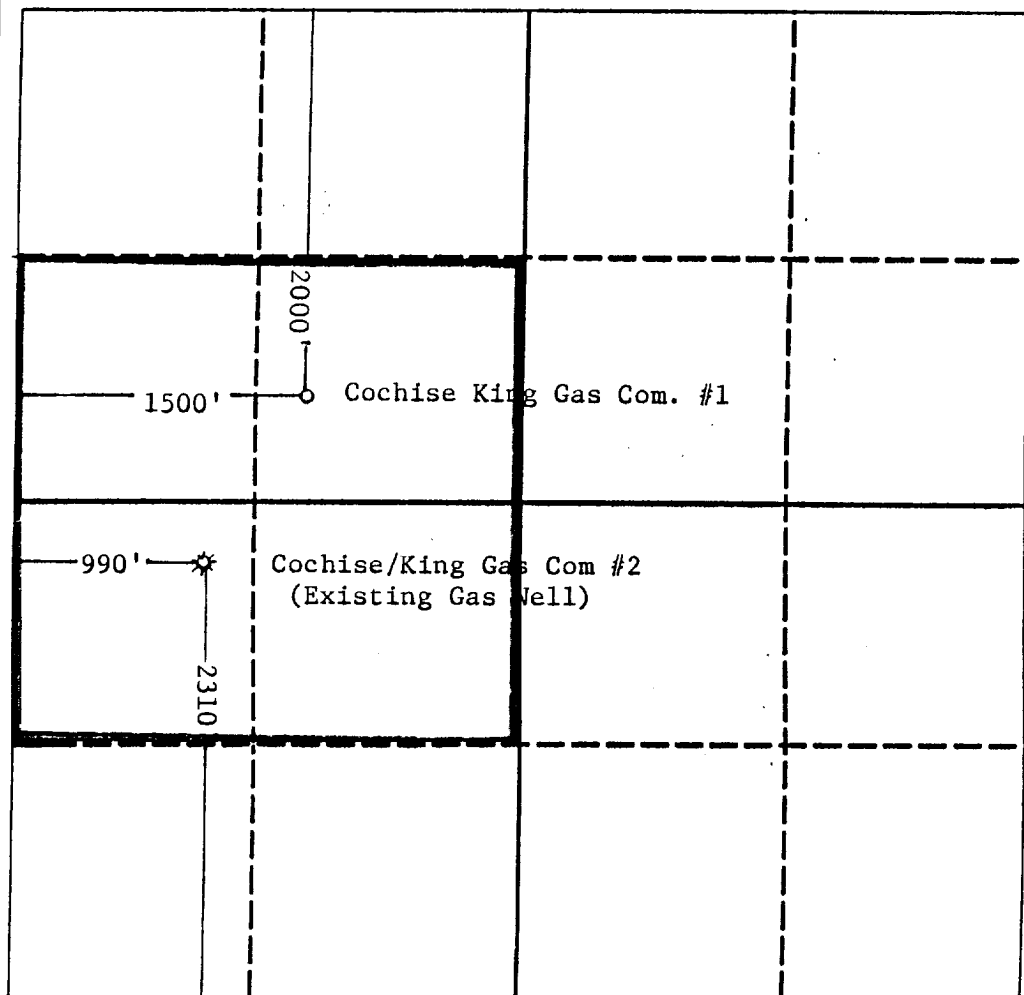 2000'
1500'
Cochise King Gas Com. #1
990'
Cochise/King Gas Com #2
(Existing Gas Well)
2310